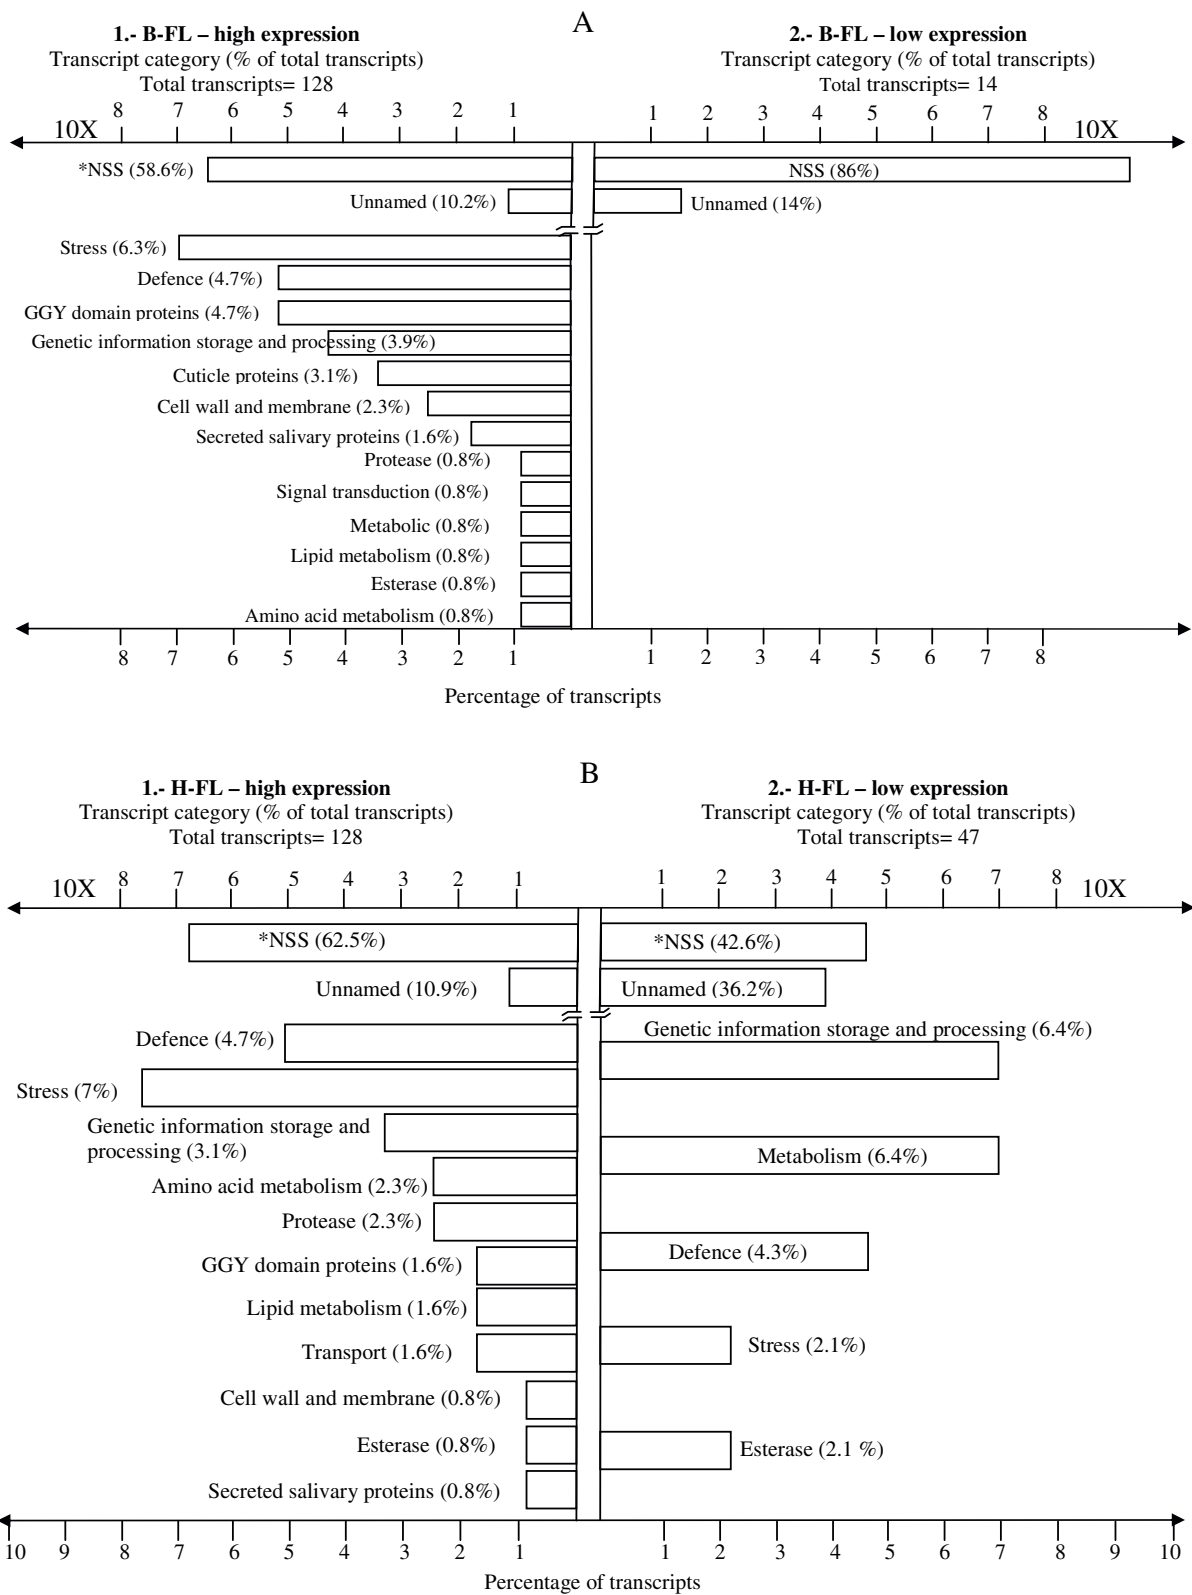 A
1.- B-FL – high expression
Transcript category (% of total transcripts)
Total transcripts= 128
2.- B-FL – low expression
Transcript category (% of total transcripts)
Total transcripts= 14
10X 8 7 6 5 4 3 2 1
1 2 3 4 5 6 7 8 10X
*NSS (58.6%)
NSS (86%)
Unnamed (10.2%)
Unnamed (14%)
Stress (6.3%)
Defence (4.7%)
GGY domain proteins (4.7%)
Genetic information storage and processing (3.9%)
Cuticle proteins (3.1%)
Cell wall and membrane (2.3%)
Secreted salivary proteins (1.6%)
Protease (0.8%)
Signal transduction (0.8%)
Metabolic (0.8%)
Lipid metabolism (0.8%)
Esterase (0.8%)
Amino acid metabolism (0.8%)
8 7 6 5 4 3 2 1
1 2 3 4 5 6 7 8
Percentage of transcripts
B
1.- H-FL – high expression
Transcript category (% of total transcripts)
Total transcripts= 128
2.- H-FL – low expression
Transcript category (% of total transcripts)
Total transcripts= 47
10X 8 7 6 5 4 3 2 1
1 2 3 4 5 6 7 8 10X
*NSS (62.5%)
*NSS (42.6%)
Unnamed (10.9%)
Unnamed (36.2%)
Defence (4.7%)
Genetic information storage and processing (6.4%)
Stress (7%)
Genetic information storage and
processing (3.1%)
Metabolism (6.4%)
Amino acid metabolism (2.3%)
Protease (2.3%)
Defence (4.3%)
GGY domain proteins (1.6%)
Lipid metabolism (1.6%)
Stress (2.1%)
Transport (1.6%)
Cell wall and membrane (0.8%)
Esterase (0.8%)
Esterase (2.1 %)
Secreted salivary proteins (0.8%)
10 9 8 7 6 5 4 3 2 1
1 2 3 4 5 6 7 8 9 10
Percentage of transcripts